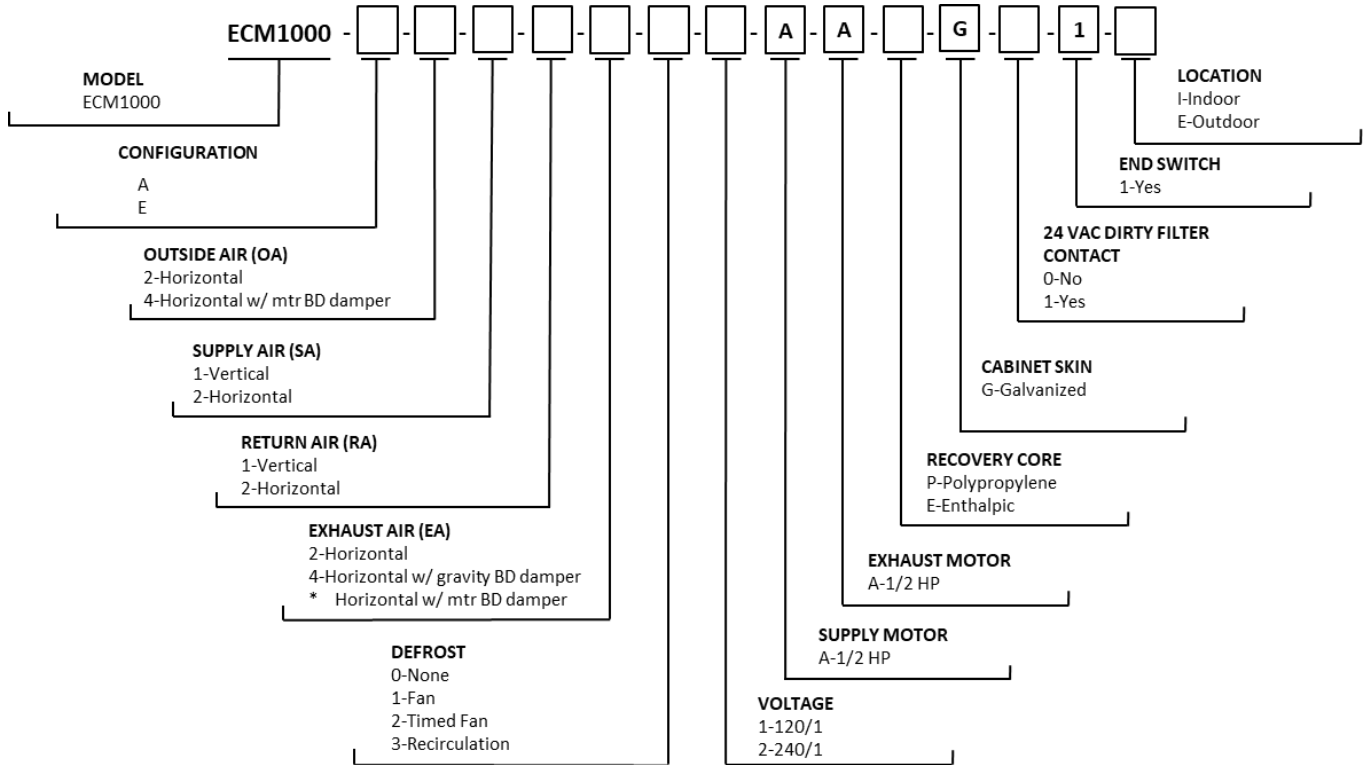 ECM1000 - - - - - - - - A - A - - G - - 1 -
MODEL
ECM1000
CONFIGURATION
A
E
OUTSIDE AIR (OA)
2-Horizontal
4-Horizontal w/ mtr BD damper
SUPPLY AIR (SA)
1-Vertical
2-Horizontal
RETURN AIR (RA)
1-Vertical
2-Horizontal
EXHAUST AIR (EA)
2-Horizontal
4-Horizontal w/ gravity BD damper
* Horizontal w/ mtr BD damper
DEFROST
0-None
1-Fan
2-Timed Fan
3-Recirculation
VOLTAGE
1-120/1
2-240/1
SUPPLY MOTOR
A-1/2 HP
EXHAUST MOTOR
A-1/2 HP
RECOVERY CORE
P-Polypropylene
E-Enthalpic
CABINET SKIN
G-Galvanized
24 VAC DIRTY FILTER
CONTACT
0-No
1-Yes
END SWITCH
1-Yes
LOCATION
I-Indoor
E-Outdoor